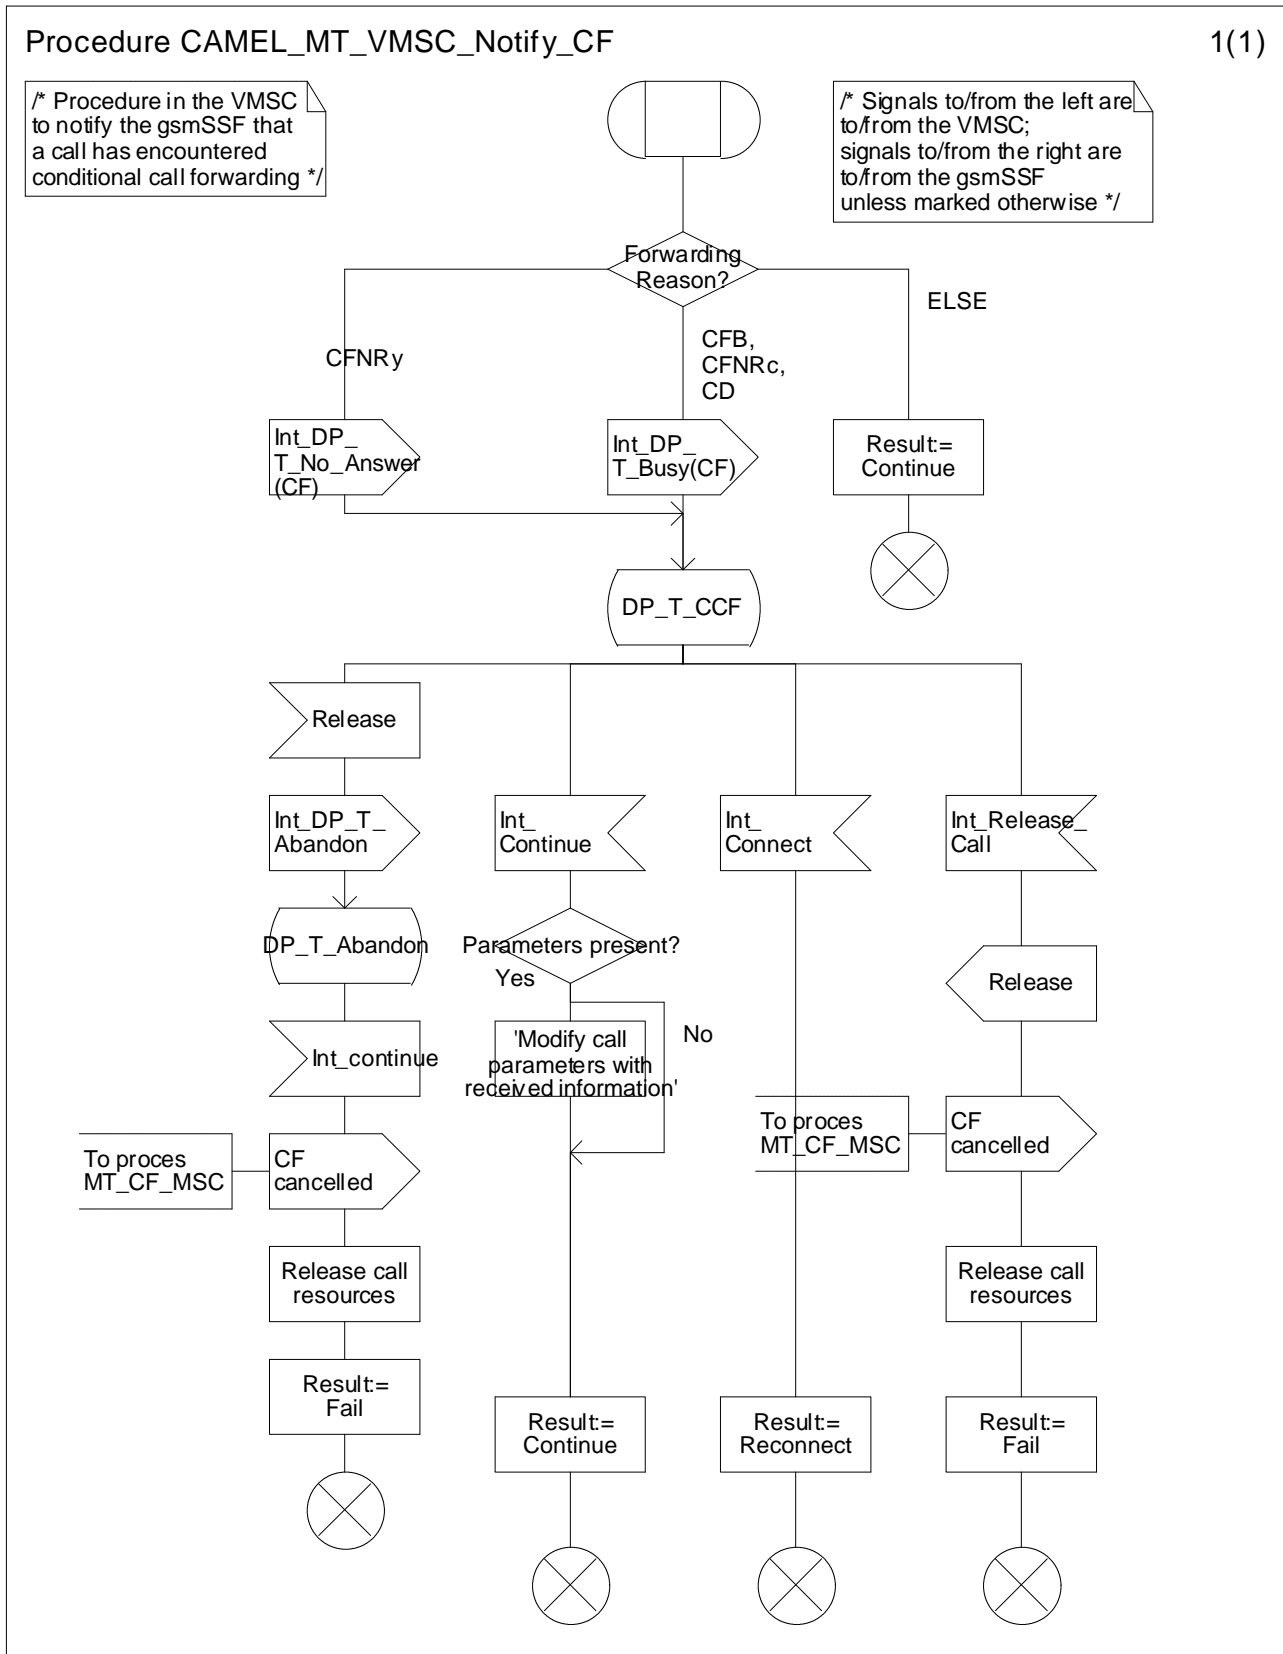 Procedure CAMEL_MT_VMSC_Notify_CF
1(1)
/* Procedure in the VMSC
to notify the gsmSSF that
a call has encountered
conditional call forwarding */
/* Signals to/from the left are
to/from the VMSC;
signals to/from the right are
to/from the gsmSSF
unless marked otherwise */
Forwarding
Reason?
ELSE
CFNRy
CFB,
CFNRc,
CD
Int_DP_
T_No_Answer
(CF)
Int_DP_
T_Busy(CF)
Result:=
Continue
DP_T_CCF
Release
Int_DP_T_
Abandon
Int_
Continue
Int_
Connect
Int_Release_
Call
DP_T_Abandon
Parameters present?
Yes
Release
Int_continue
'Modify call
parameters with
received information'
No
To proces
MT_CF_MSC
CF
cancelled
To proces
MT_CF_MSC
CF
cancelled
Release call
resources
Release call
resources
Result:=
Fail
Result:=
Continue
Result:=
Reconnect
Result:=
Fail